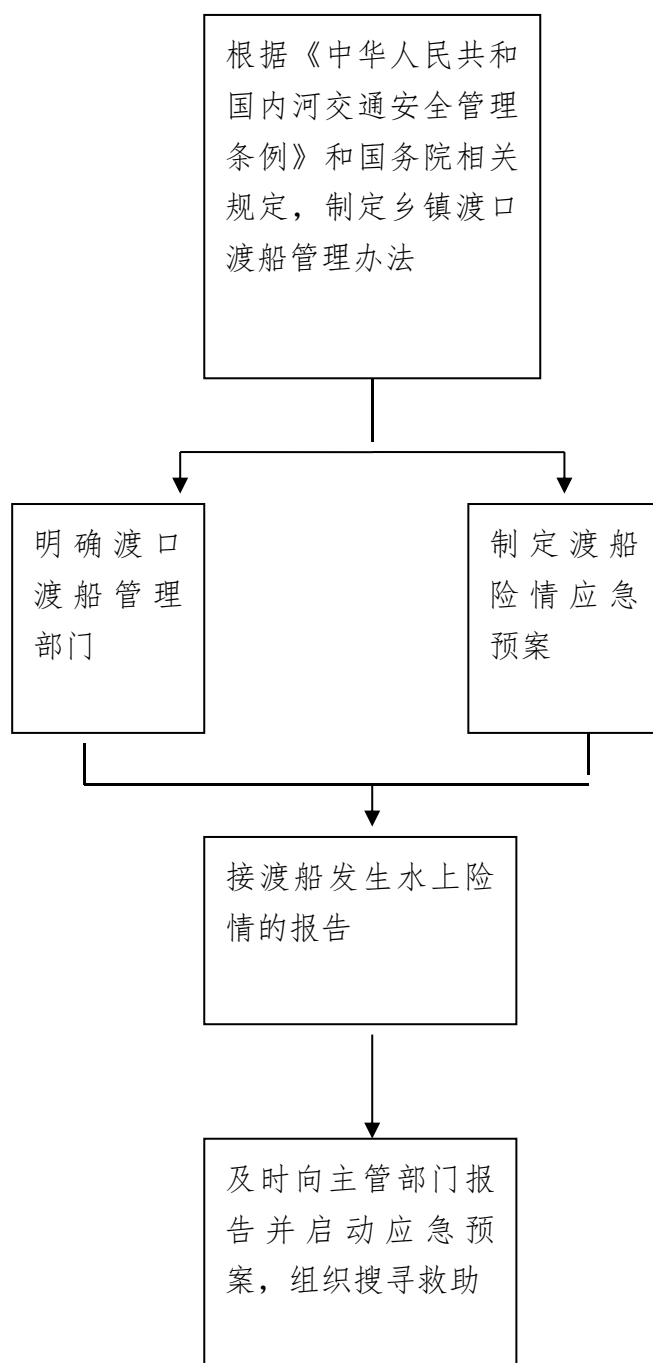 根据《中华人民共和
国内河交通安全管理
条例》和国务院相关
规定，制定乡镇渡口
渡船管理办法
明确渡口
渡船管理
部门
制定渡船
险情应急
预案
接渡船发生水上险
情的报告
及时向主管部门报
告并启动应急预
案，组织搜寻救助